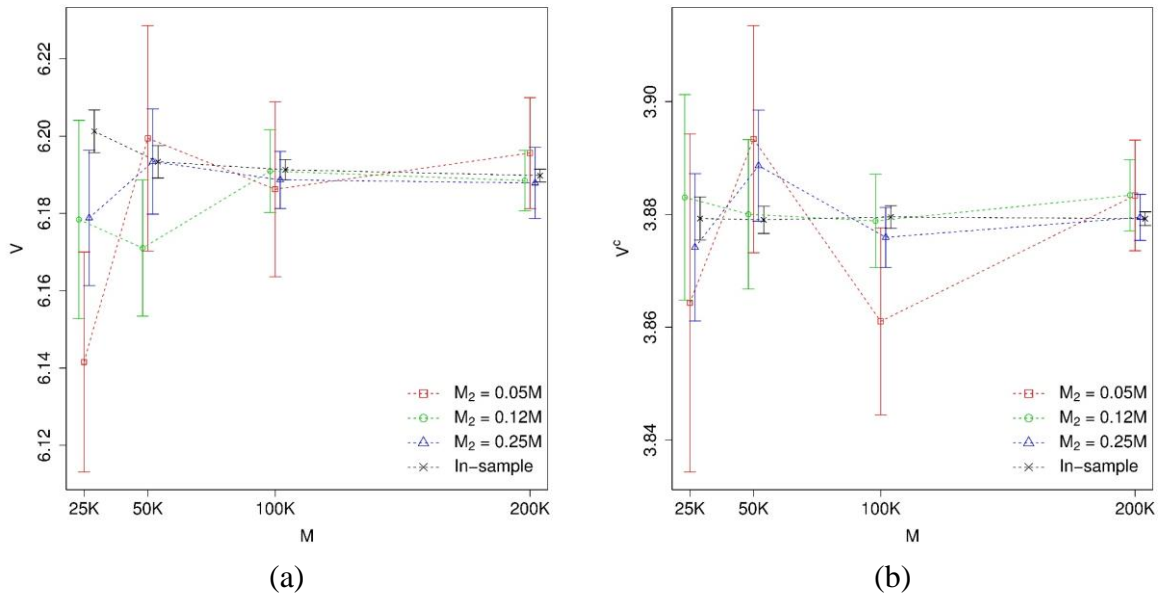 6.22
6.20
6.18
6.16
6.14
6.12
V
M₂ = 0.05M
M₂ = 0.12M
M₂ = 0.25M
In−sample
25K 50K 100K 200K
M
(a)
3.90
3.88
3.86
3.84
Vᶜ
M₂ = 0.05M
M₂ = 0.12M
M₂ = 0.25M
In−sample
25K 50K 100K 200K
M
(b)